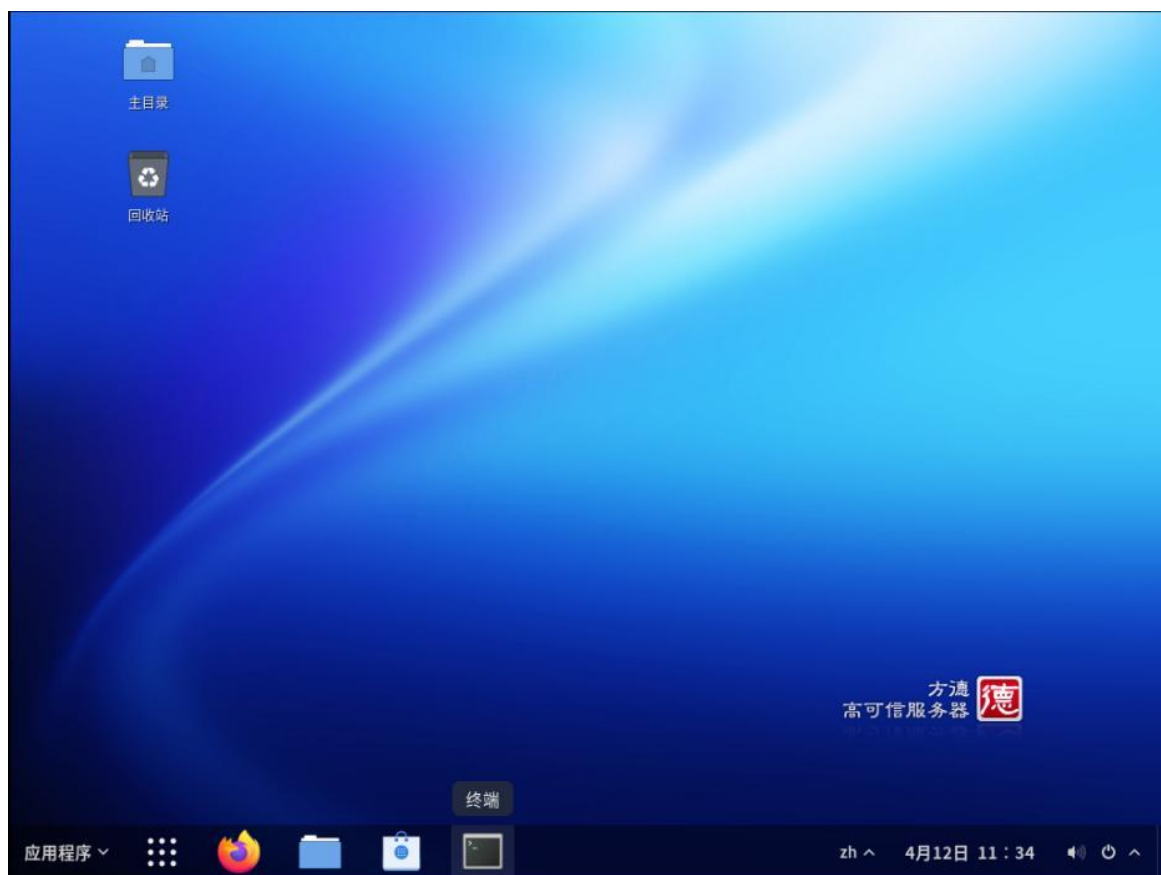 主目录
回收站
方德
高可信服务器
德
终端
应用程序
zh
4月12日 11：34